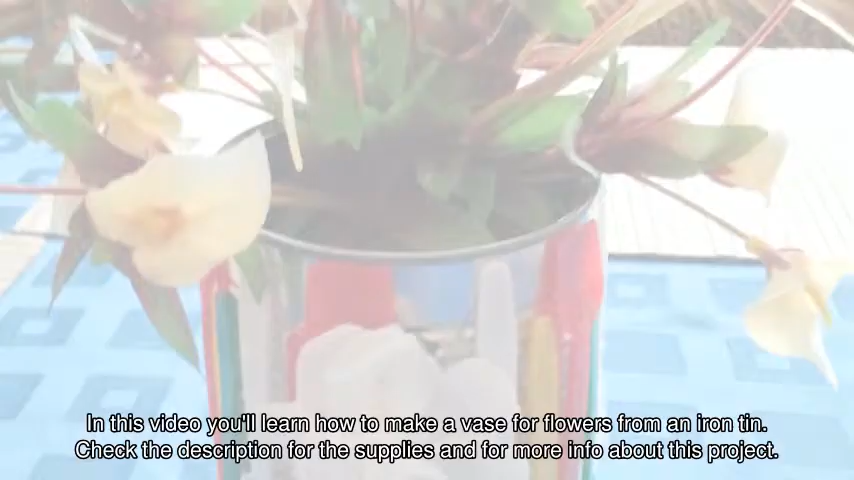 In this video you'll learn how to make a vase for flowers from an iron tin.
Check the description for the supplies and for more info about this project.